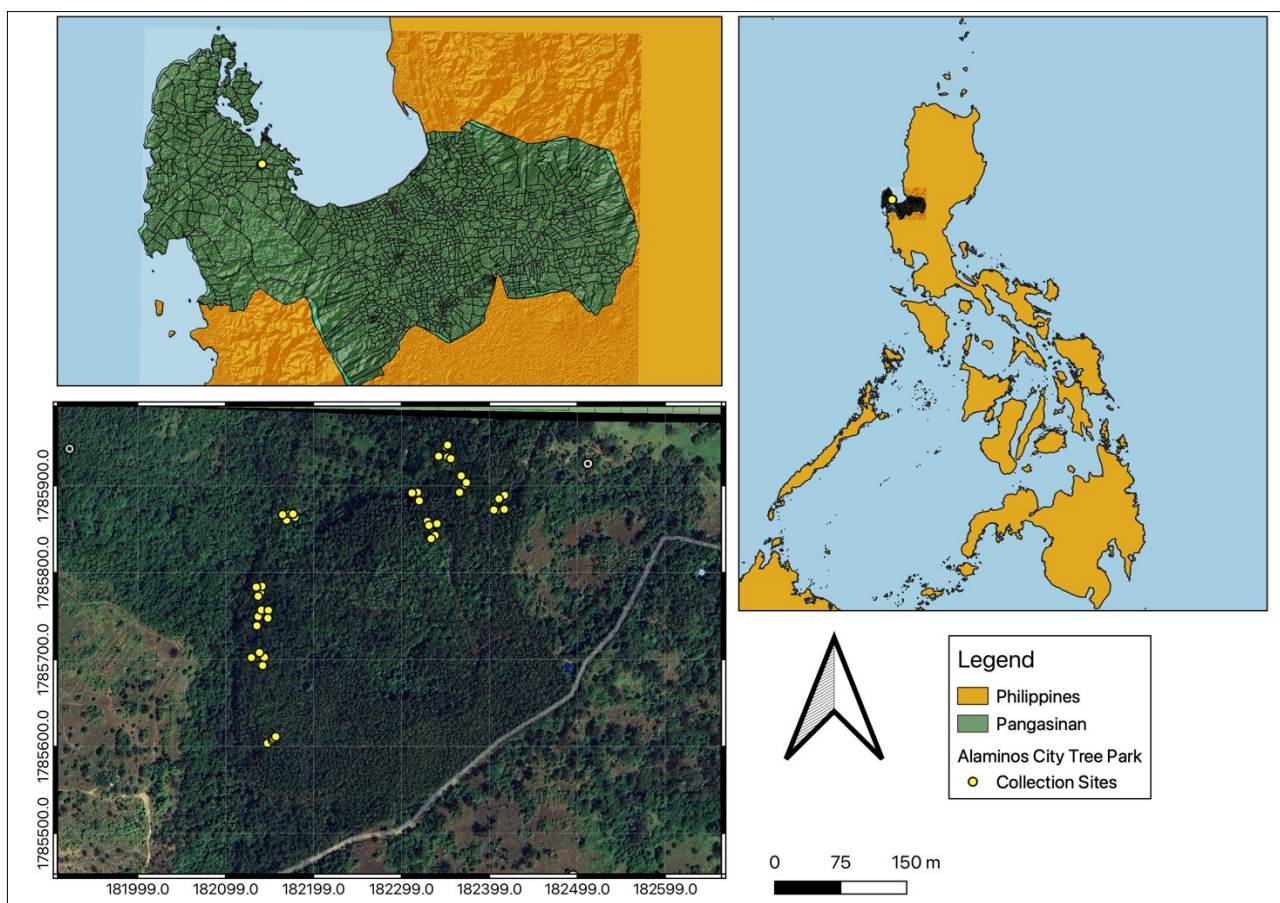 1785900.0
1785800.0
1785700.0
1785600.0
1785500.0
181999.0 182099.0 182199.0 182299.0 182399.0 182499.0 182599.0
Legend
Philippines
Pangasinan
Alaminos City Tree Park
Collection Sites
0 75 150 m